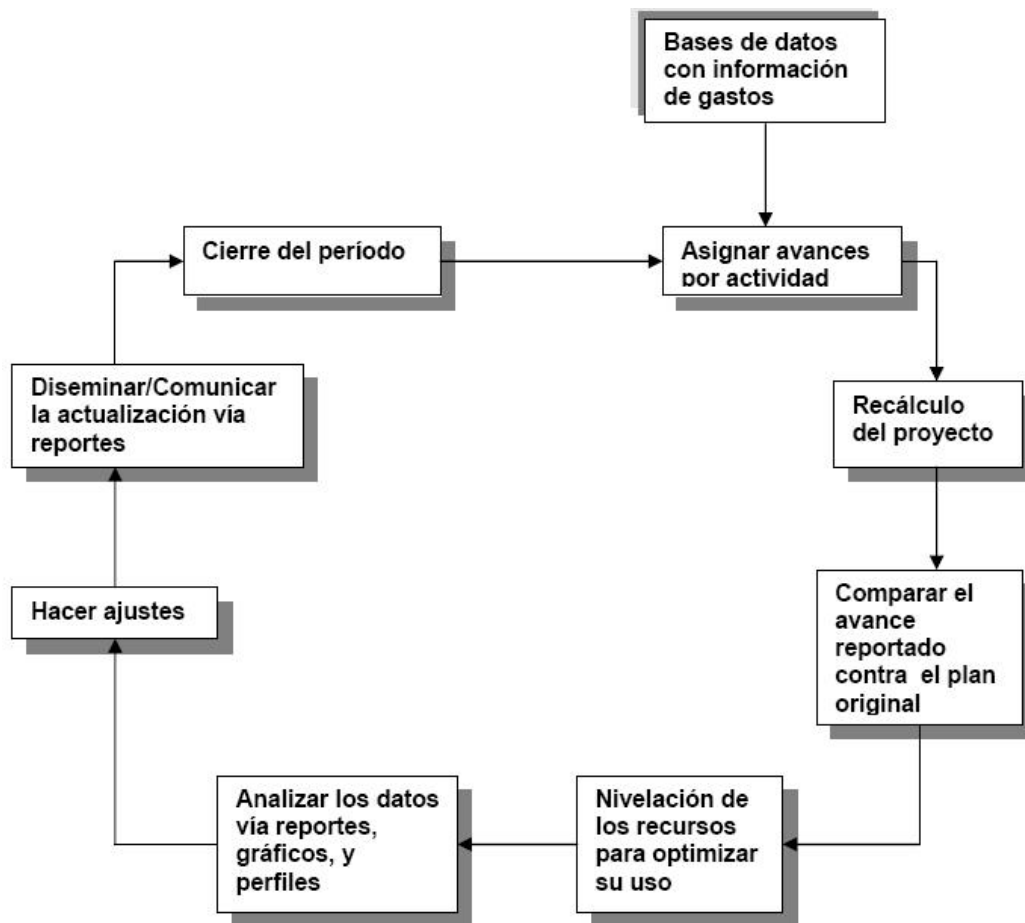 Bases de datos
con información
de gastos
Cierre del período
Asignar avances
por actividad
Diseminar/Comunicar
la actualización vía
reportes
Recálculo
del proyecto
Hacer ajustes
Comparar el
avance
reportado
contra el plan
original
Analizar los datos
vía reportes,
gráficos, y
perfiles
Nivelación de
los recursos
para optimizar
su uso